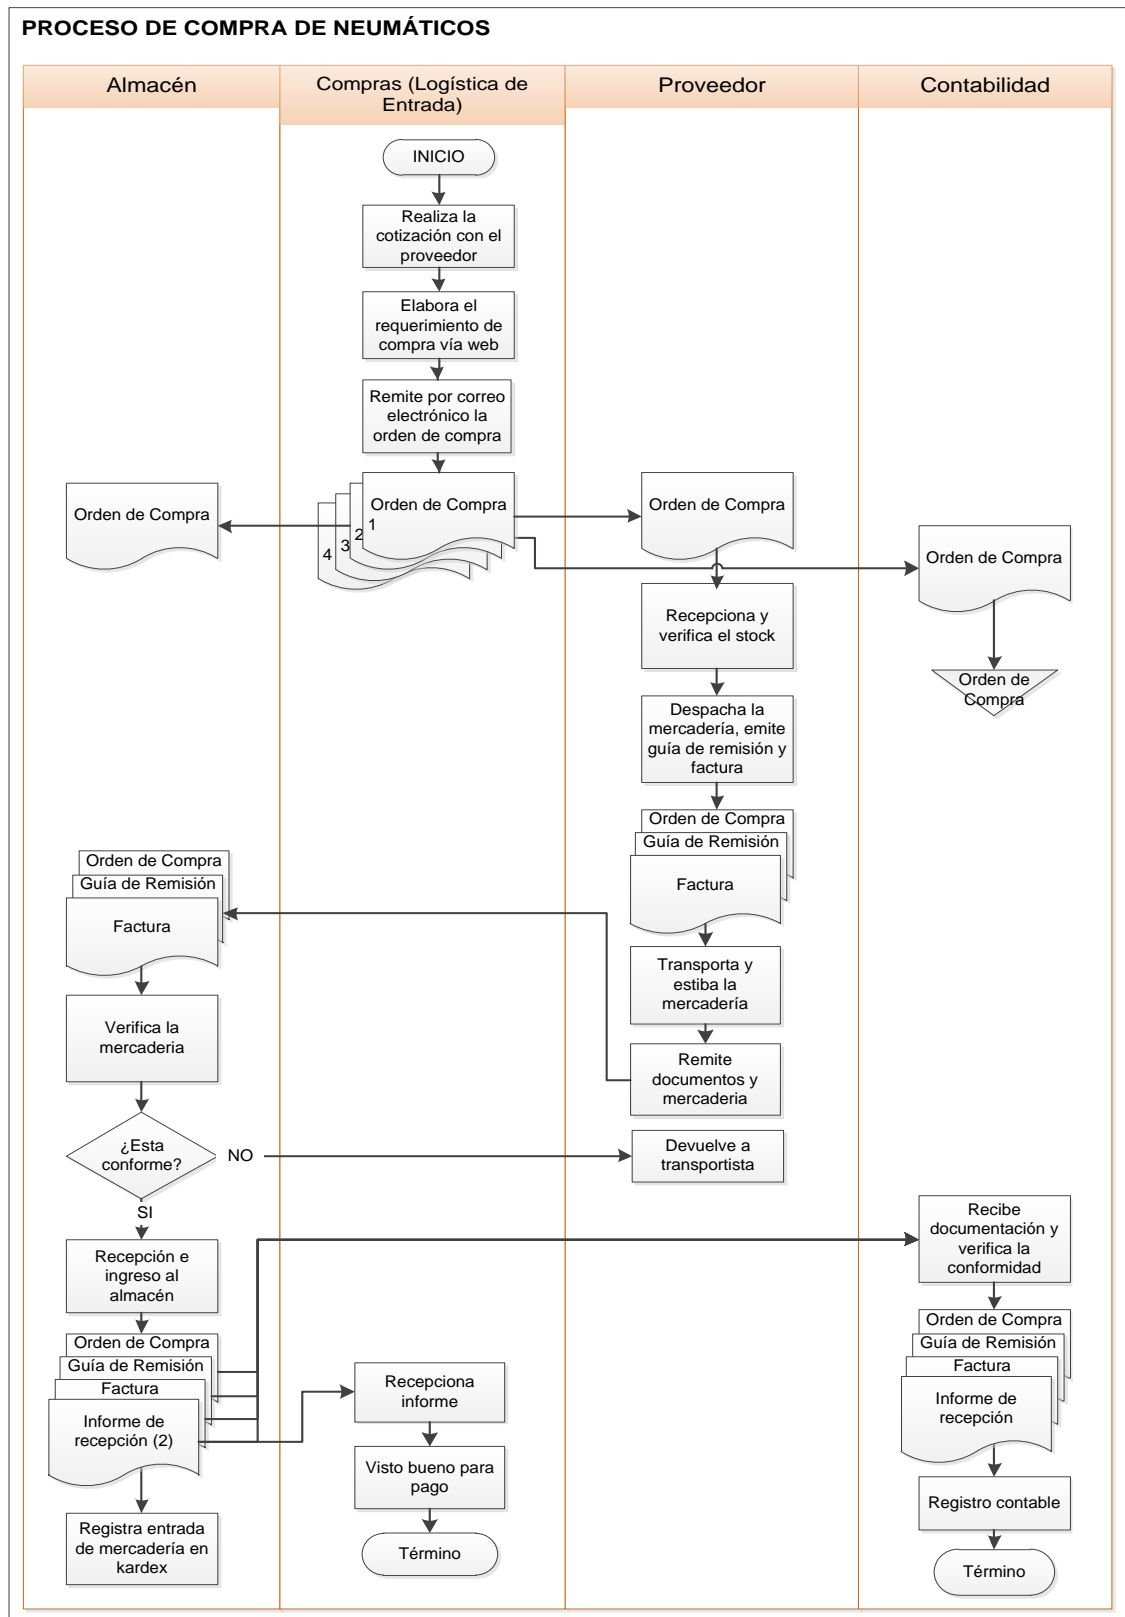 PROCESO DE COMPRA DE NEUMÁTICOS
Almacén
Compras (Logística de
Entrada)
Proveedor
Contabilidad
INICIO
Realiza la
cotización con el
proveedor
Elabora el
requerimiento de
compra vía web
Remite por correo
electrónico la
orden de compra
Orden de Compra
Orden de Compra
1
2
3
4
Orden de Compra
Orden de Compra
Recepciona y
verifica el stock
Orden de
Compra
Despacha la
mercadería, emite
guía de remisión y
factura
Orden de Compra
Guía de Remisión
Factura
Orden de Compra
Guía de Remisión
Factura
Transporta y
estiba la
mercadería
Verifica la
mercaderia
Remite
documentos y
mercaderia
¿Esta
conforme?
NO
Devuelve a
transportista
SI
Recibe
documentación y
verifica la
conformidad
Recepción e
ingreso al
almacén
Orden de Compra
Guía de Remisión
Factura
Informe de
recepción (2)
Recepciona
informe
Orden de Compra
Guía de Remisión
Factura
Informe de
recepción
Visto bueno para
pago
Registro contable
Registra entrada
de mercadería en
kardex
Término
Término